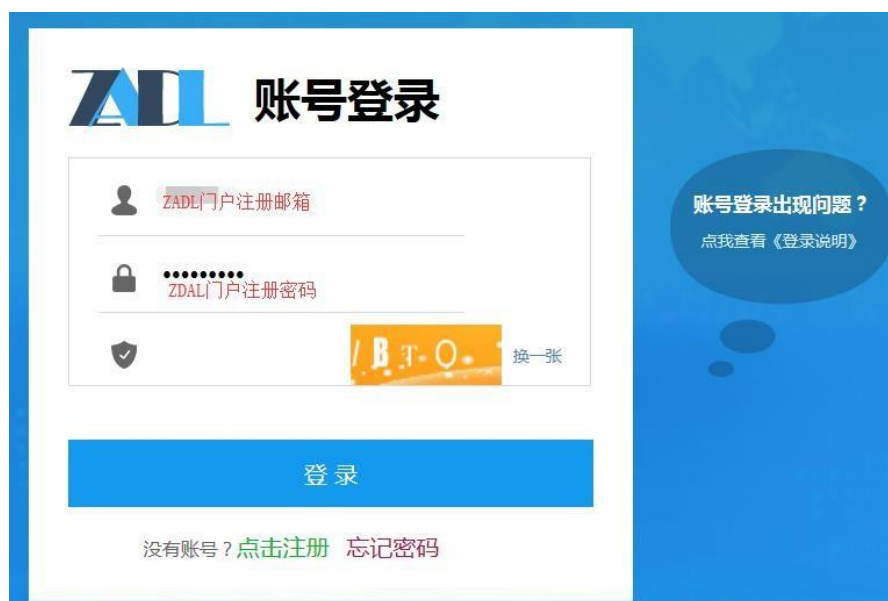 ZADL 账号登录
ZADL门户注册邮箱
ZDAL门户注册密码
换一张
登 录
没有账号？点击注册 忘记密码
账号登录出现问题？
点我查看《登录说明》